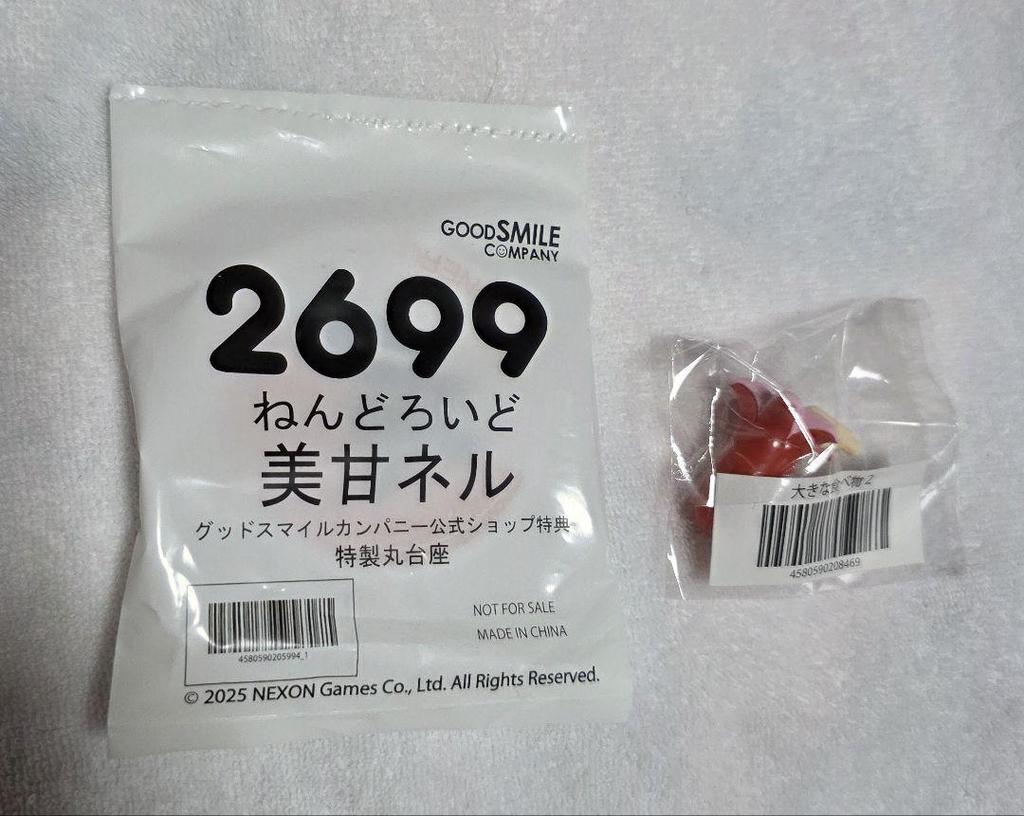 GOODSMILE
COMPANY
2699
ねんどろいど
美甘ネル
グッドスマイルカンパニー公式ショップ特典
特製丸台座
4580590205994_1
NOT FOR SALE
MADE IN CHINA
© 2025 NEXON Games Co., Ltd. All Rights Reserved.
大きな食べ物 2
4580590208469